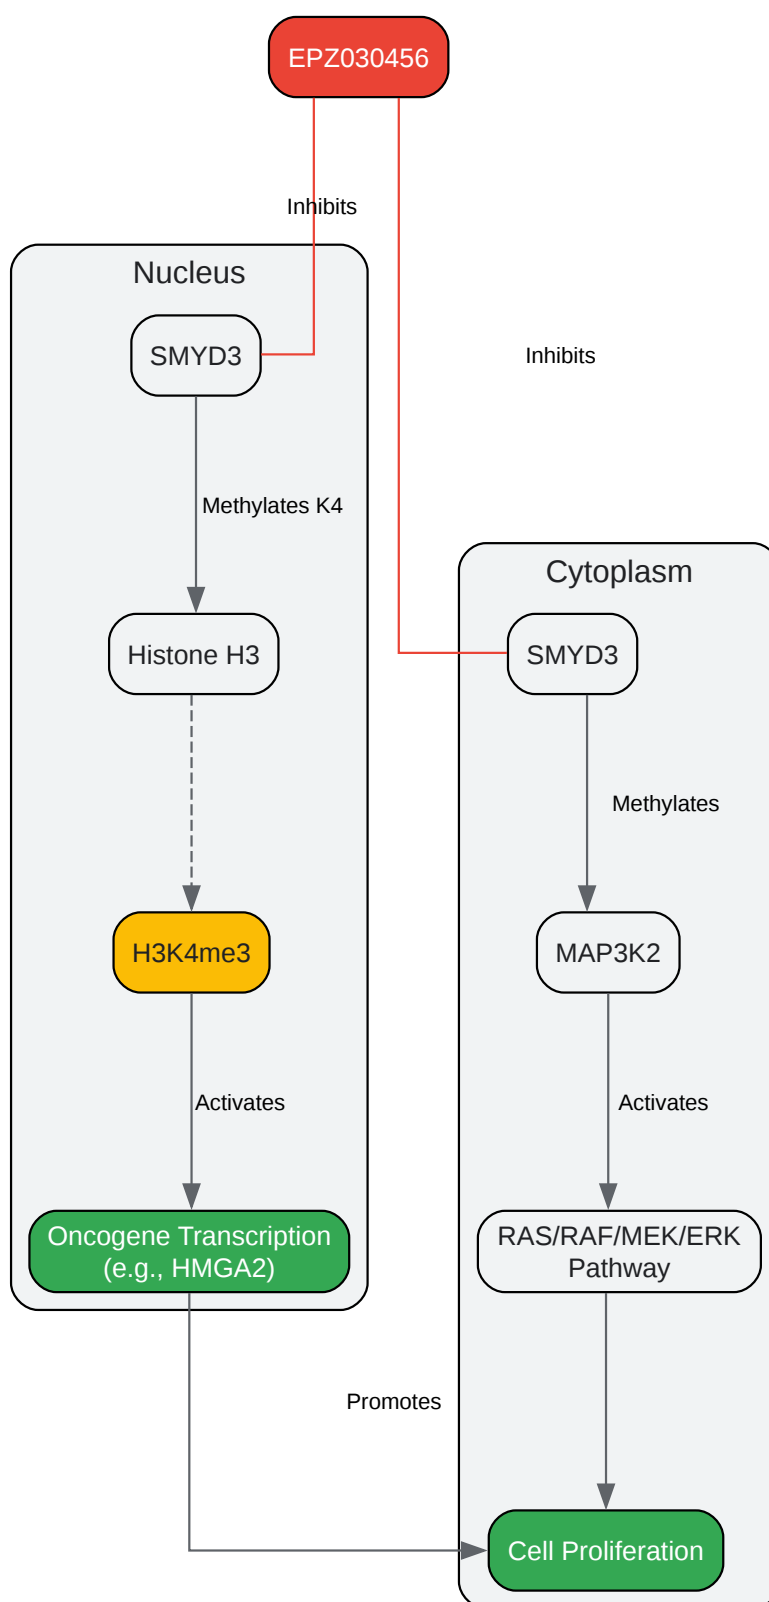 EPZ030456
Inhibits
Nucleus
SMYD3
Inhibits
Methylates K4
Cytoplasm
Histone H3
SMYD3
Methylates
H3K4me3
MAP3K2
Activates
Activates
Oncogene Transcription
(e.g., HMGA2)
RAS/RAF/MEK/ERK
Pathway
Promotes
Cell Proliferation